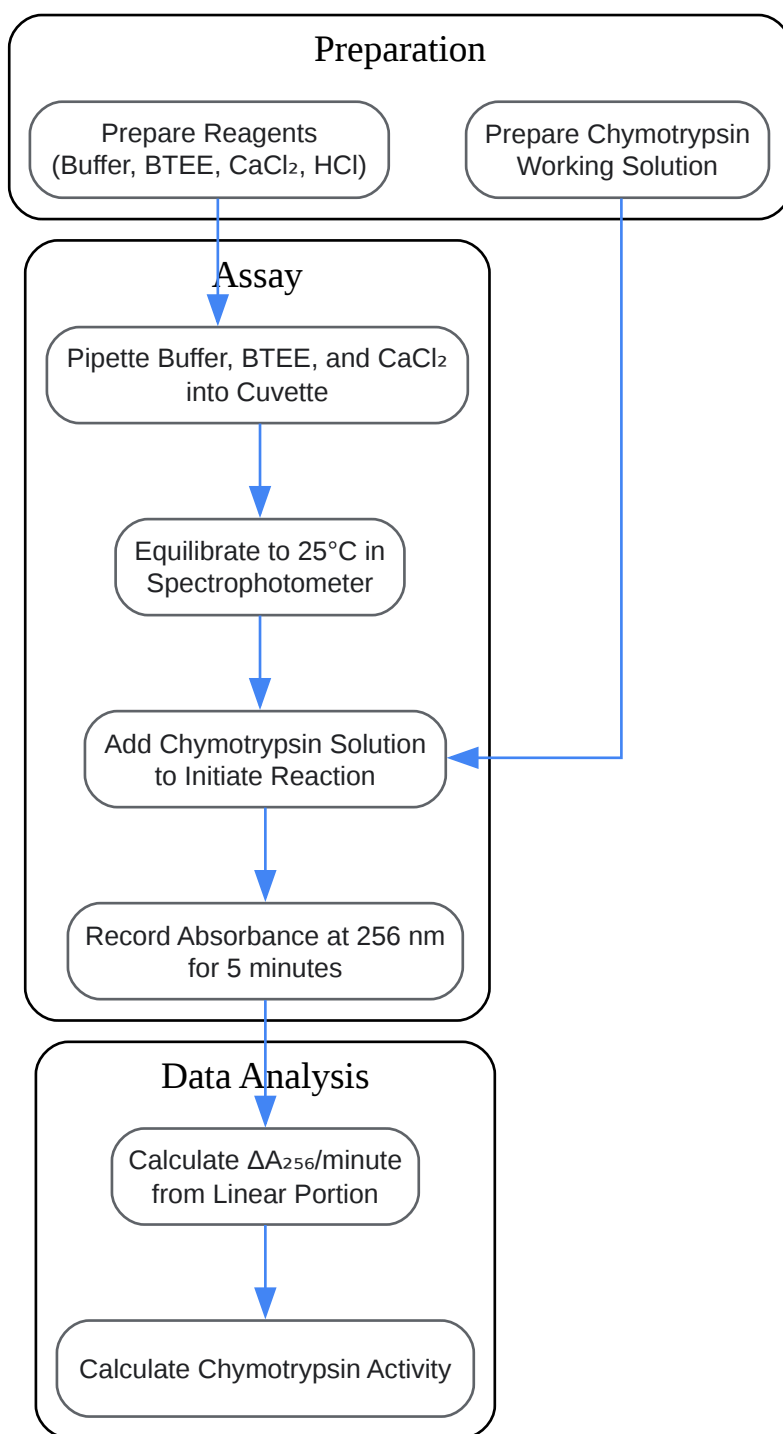 Preparation
Prepare Reagents
(Buffer, BTEE, CaCl₂, HCl)
Prepare Chymotrypsin
Working Solution
Assay
Pipette Buffer, BTEE, and CaCl₂
into Cuvette
Equilibrate to 25°C in
Spectrophotometer
Add Chymotrypsin Solution
to Initiate Reaction
Record Absorbance at 256 nm
for 5 minutes
Data Analysis
Calculate ΔA₂₅₆/minute
from Linear Portion
Calculate Chymotrypsin Activity